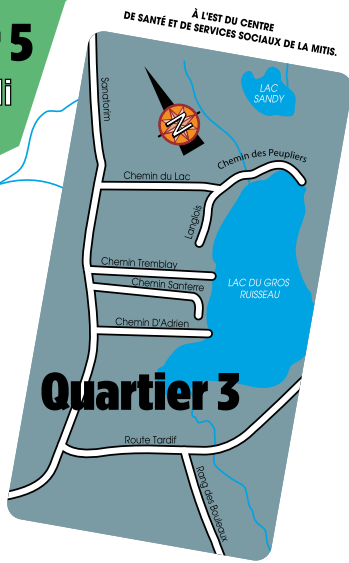 À L'EST DU CENTRE
DE SANTÉ ET DE SERVICES SOCIAUX DE LA MITIS.
5
Sanatorim
LAC
SANDY
N
Chemin des Peupliers
Chemin du Lac
Langlois
Chemin Tremblay
Chemin Santerre
LAC DU GROS
RUISSEAU
Chemin D'Adrien
Quartier 3
Route Tardif
Rang des Bouleaux